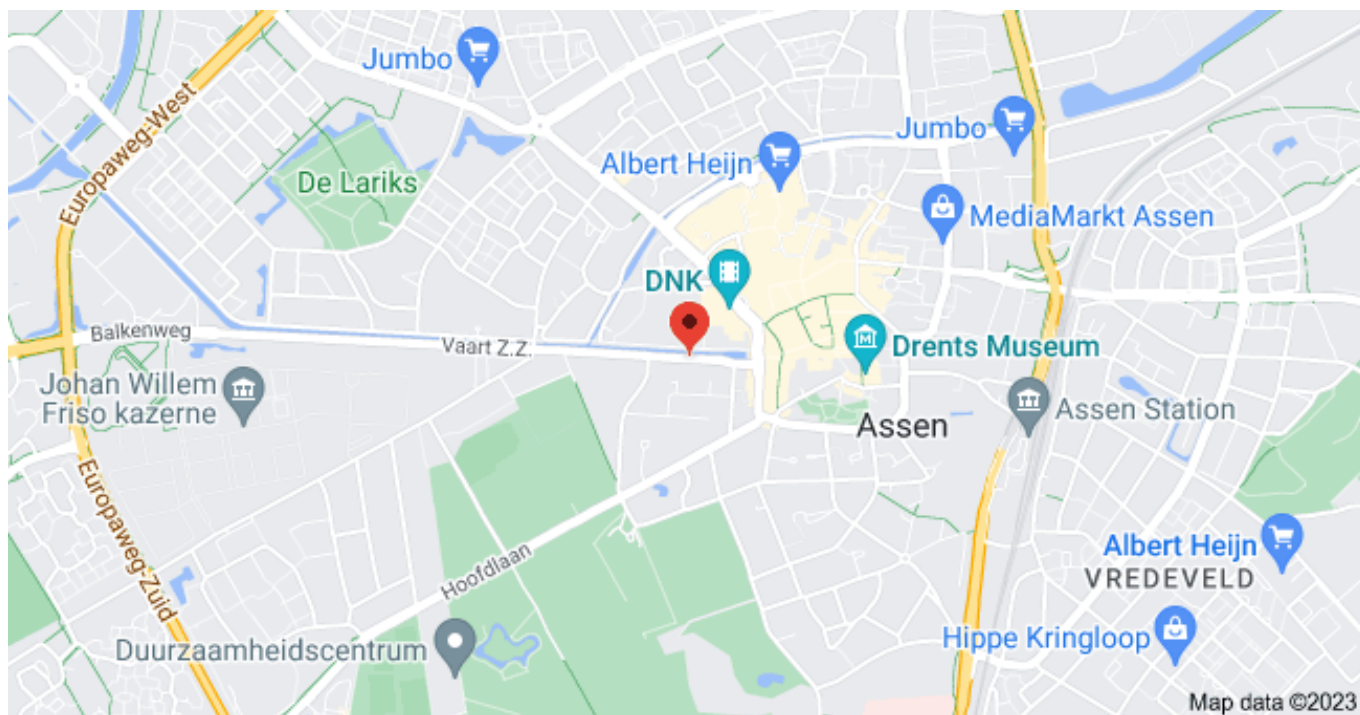 Jumbo
Europaweg-West
De Lariks
Albert Heijn
Jumbo
MediaMarkt Assen
DNK
Balkenweg
Vaart Z.Z.
Drents Museum
Johan Willem
Friso kazerne
Assen Station
Assen
Europaweg-Zuid
Hoofdlaan
Albert Heijn
VREDEVELD
Duurzaamheidscentrum
Hippe Kringloop
Map data ©2023